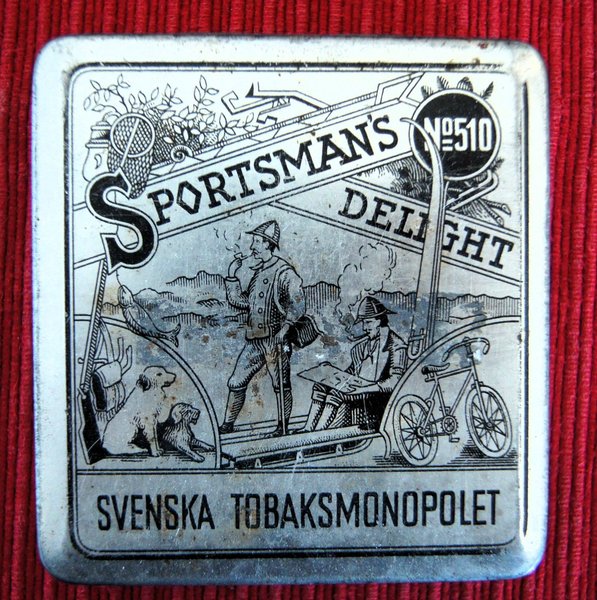 SPORTSMAN'S
DELIGHT
No510
SVENSKA TOBAKSMONOPOLET